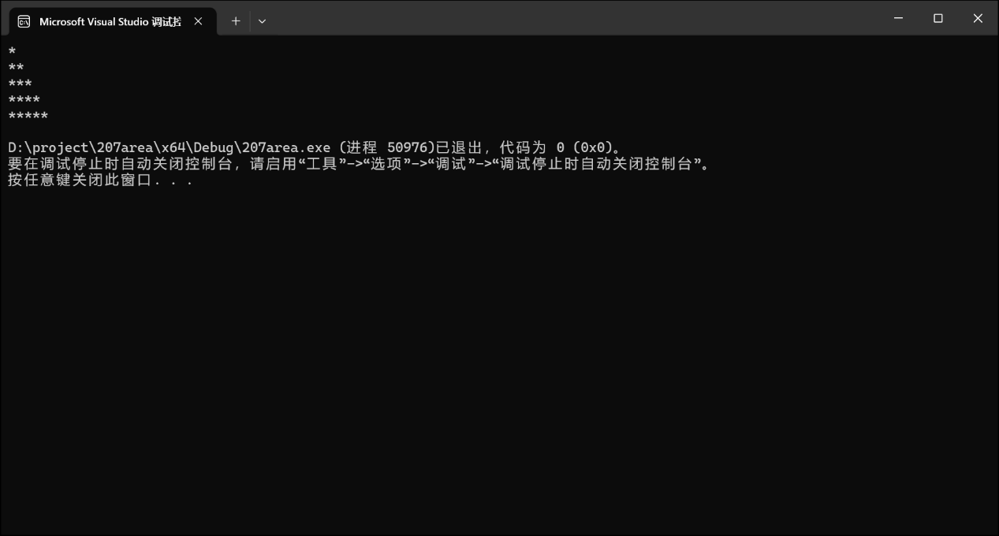 Microsoft Visual Studio 调试控
*
**
***
****
*****
D:\project\207area\x64\Debug\207area.exe (进程 50976)已退出，代码为 0 (0x0)。
要在调试停止时自动关闭控制台，请启用“工具”->“选项”->“调试”->“调试停止时自动关闭控制台”。
按任意键关闭此窗口. . .